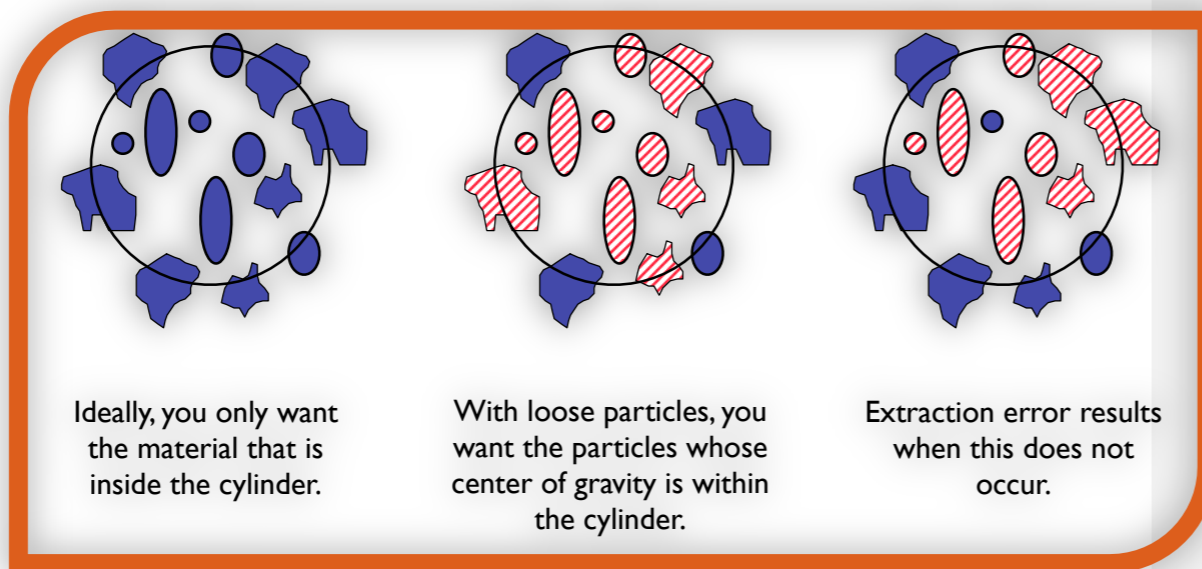 Ideally, you only want
the material that is
inside the cylinder.
With loose particles, you
want the particles whose
center of gravity is within
the cylinder.
Extraction error results
when this does not
occur.